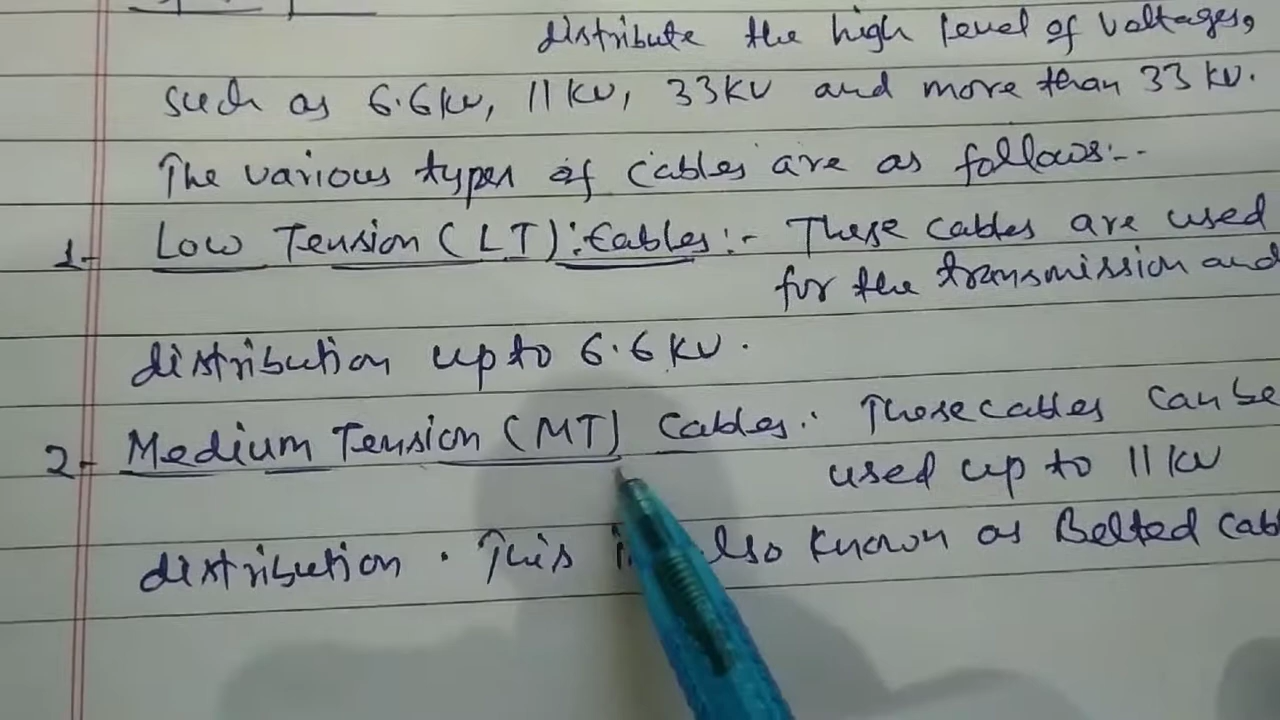 distribute the high level of voltages,
such as 6.6kv, 11kv, 33kv and more than 33kv.
The various types of cables are as follows:--
1- Low Tension (LT): Cables:- These cables are used
for the transmission and
distribution up to 6.6kv.
2- Medium Tension (MT) Cables: These cables can be
used up to 11kv
distribution. This also known as Belted